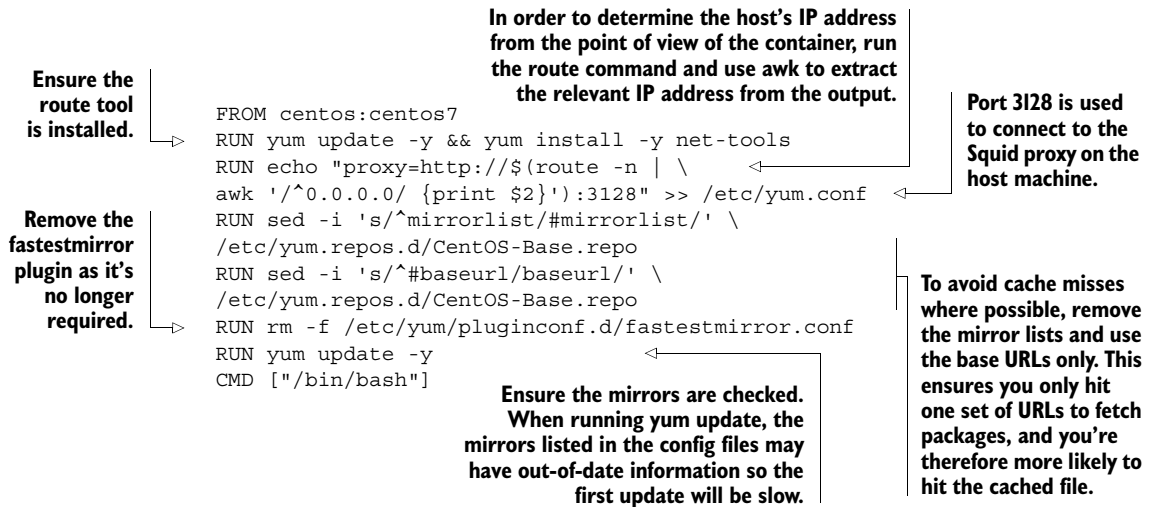 In order to determine the host's IP address
from the point of view of the container, run
the route command and use awk to extract
the relevant IP address from the output.
Ensure the
route tool
is installed.
Port 3128 is used
to connect to the
Squid proxy on the
host machine.
FROM centos:centos7
RUN yum update -y && yum install -y net-tools
RUN echo "proxy=http://$(route -n | \
awk '/^0.0.0.0/ {print $2}'):3128" >> /etc/yum.conf
RUN sed -i 's/^mirrorlist/#mirrorlist/' \
/etc/yum.repos.d/CentOS-Base.repo
RUN sed -i 's/^#baseurl/baseurl/' \
/etc/yum.repos.d/CentOS-Base.repo
RUN rm -f /etc/yum/pluginconf.d/fastestmirror.conf
RUN yum update -y
CMD ["/bin/bash"]
Remove the
fastestmirror
plugin as it's
no longer
required.
To avoid cache misses
where possible, remove
the mirror lists and use
the base URLs only. This
ensures you only hit
one set of URLs to fetch
packages, and you're
therefore more likely to
hit the cached file.
Ensure the mirrors are checked.
When running yum update, the
mirrors listed in the config files may
have out-of-date information so the
first update will be slow.